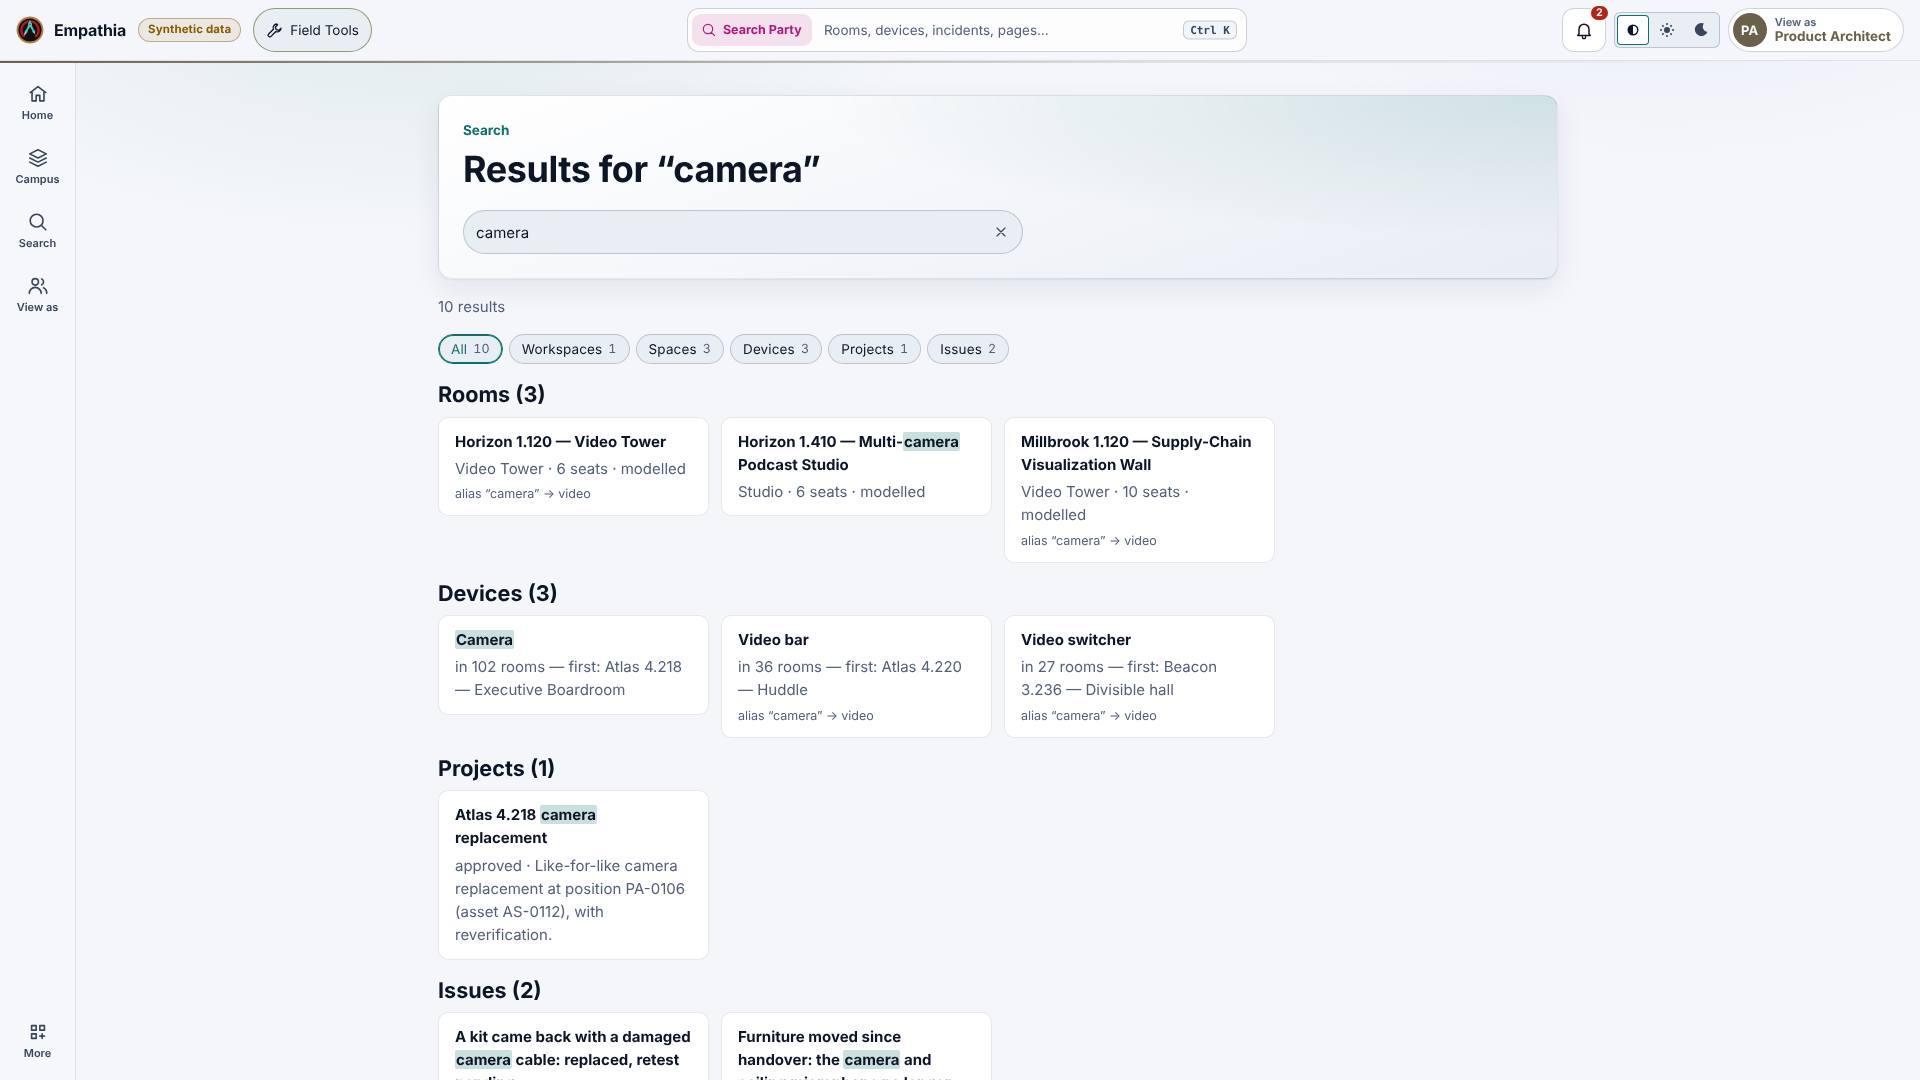 Empathia
Synthetic data
Field Tools
Search Party
Rooms, devices, incidents, pages...
Ctrl K
2
PA
View as
Product Architect
Home
Campus
Search
View as
More
Search
Results for “camera”
camera
10 results
All 10
Workspaces 1
Spaces 3
Devices 3
Projects 1
Issues 2
Rooms (3)
Horizon 1.120 — Video Tower
Video Tower · 6 seats · modelled
alias “camera” → video
Horizon 1.410 — Multi-camera
Podcast Studio
Studio · 6 seats · modelled
Millbrook 1.120 — Supply-Chain
Visualization Wall
Video Tower · 10 seats ·
modelled
alias “camera” → video
Devices (3)
Camera
in 102 rooms — first: Atlas 4.218
— Executive Boardroom
Video bar
in 36 rooms — first: Atlas 4.220
— Huddle
alias “camera” → video
Video switcher
in 27 rooms — first: Beacon
3.236 — Divisible hall
alias “camera” → video
Projects (1)
Atlas 4.218 camera
replacement
approved · Like-for-like camera
replacement at position PA-0106
(asset AS-0112), with
reverification.
Issues (2)
A kit came back with a damaged
camera cable: replaced, retest
Furniture moved since
handover: the camera and